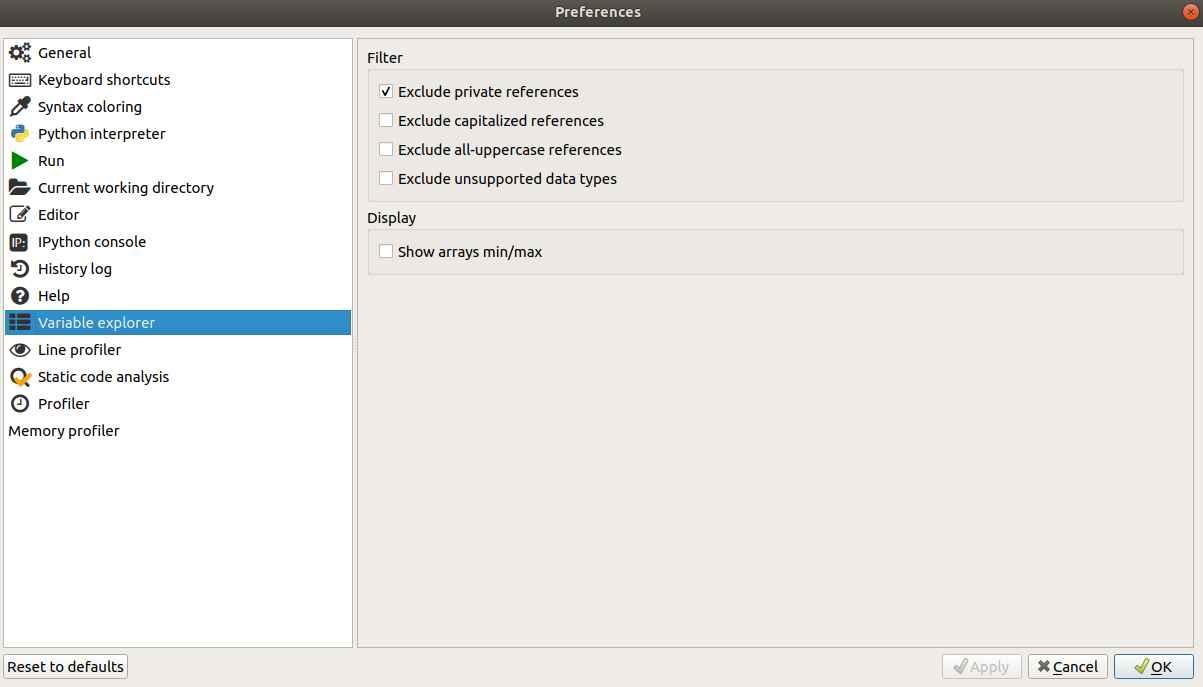 Preferences
General
Keyboard shortcuts
Syntax coloring
Python interpreter
Run
Current working directory
Editor
IP: IPython console
History log
Help
Variable explorer
Line profiler
Static code analysis
Profiler
Memory profiler
Filter
Exclude private references
Exclude capitalized references
Exclude all-uppercase references
Exclude unsupported data types
Display
Show arrays min/max
Reset to defaults
Apply
Cancel
OK